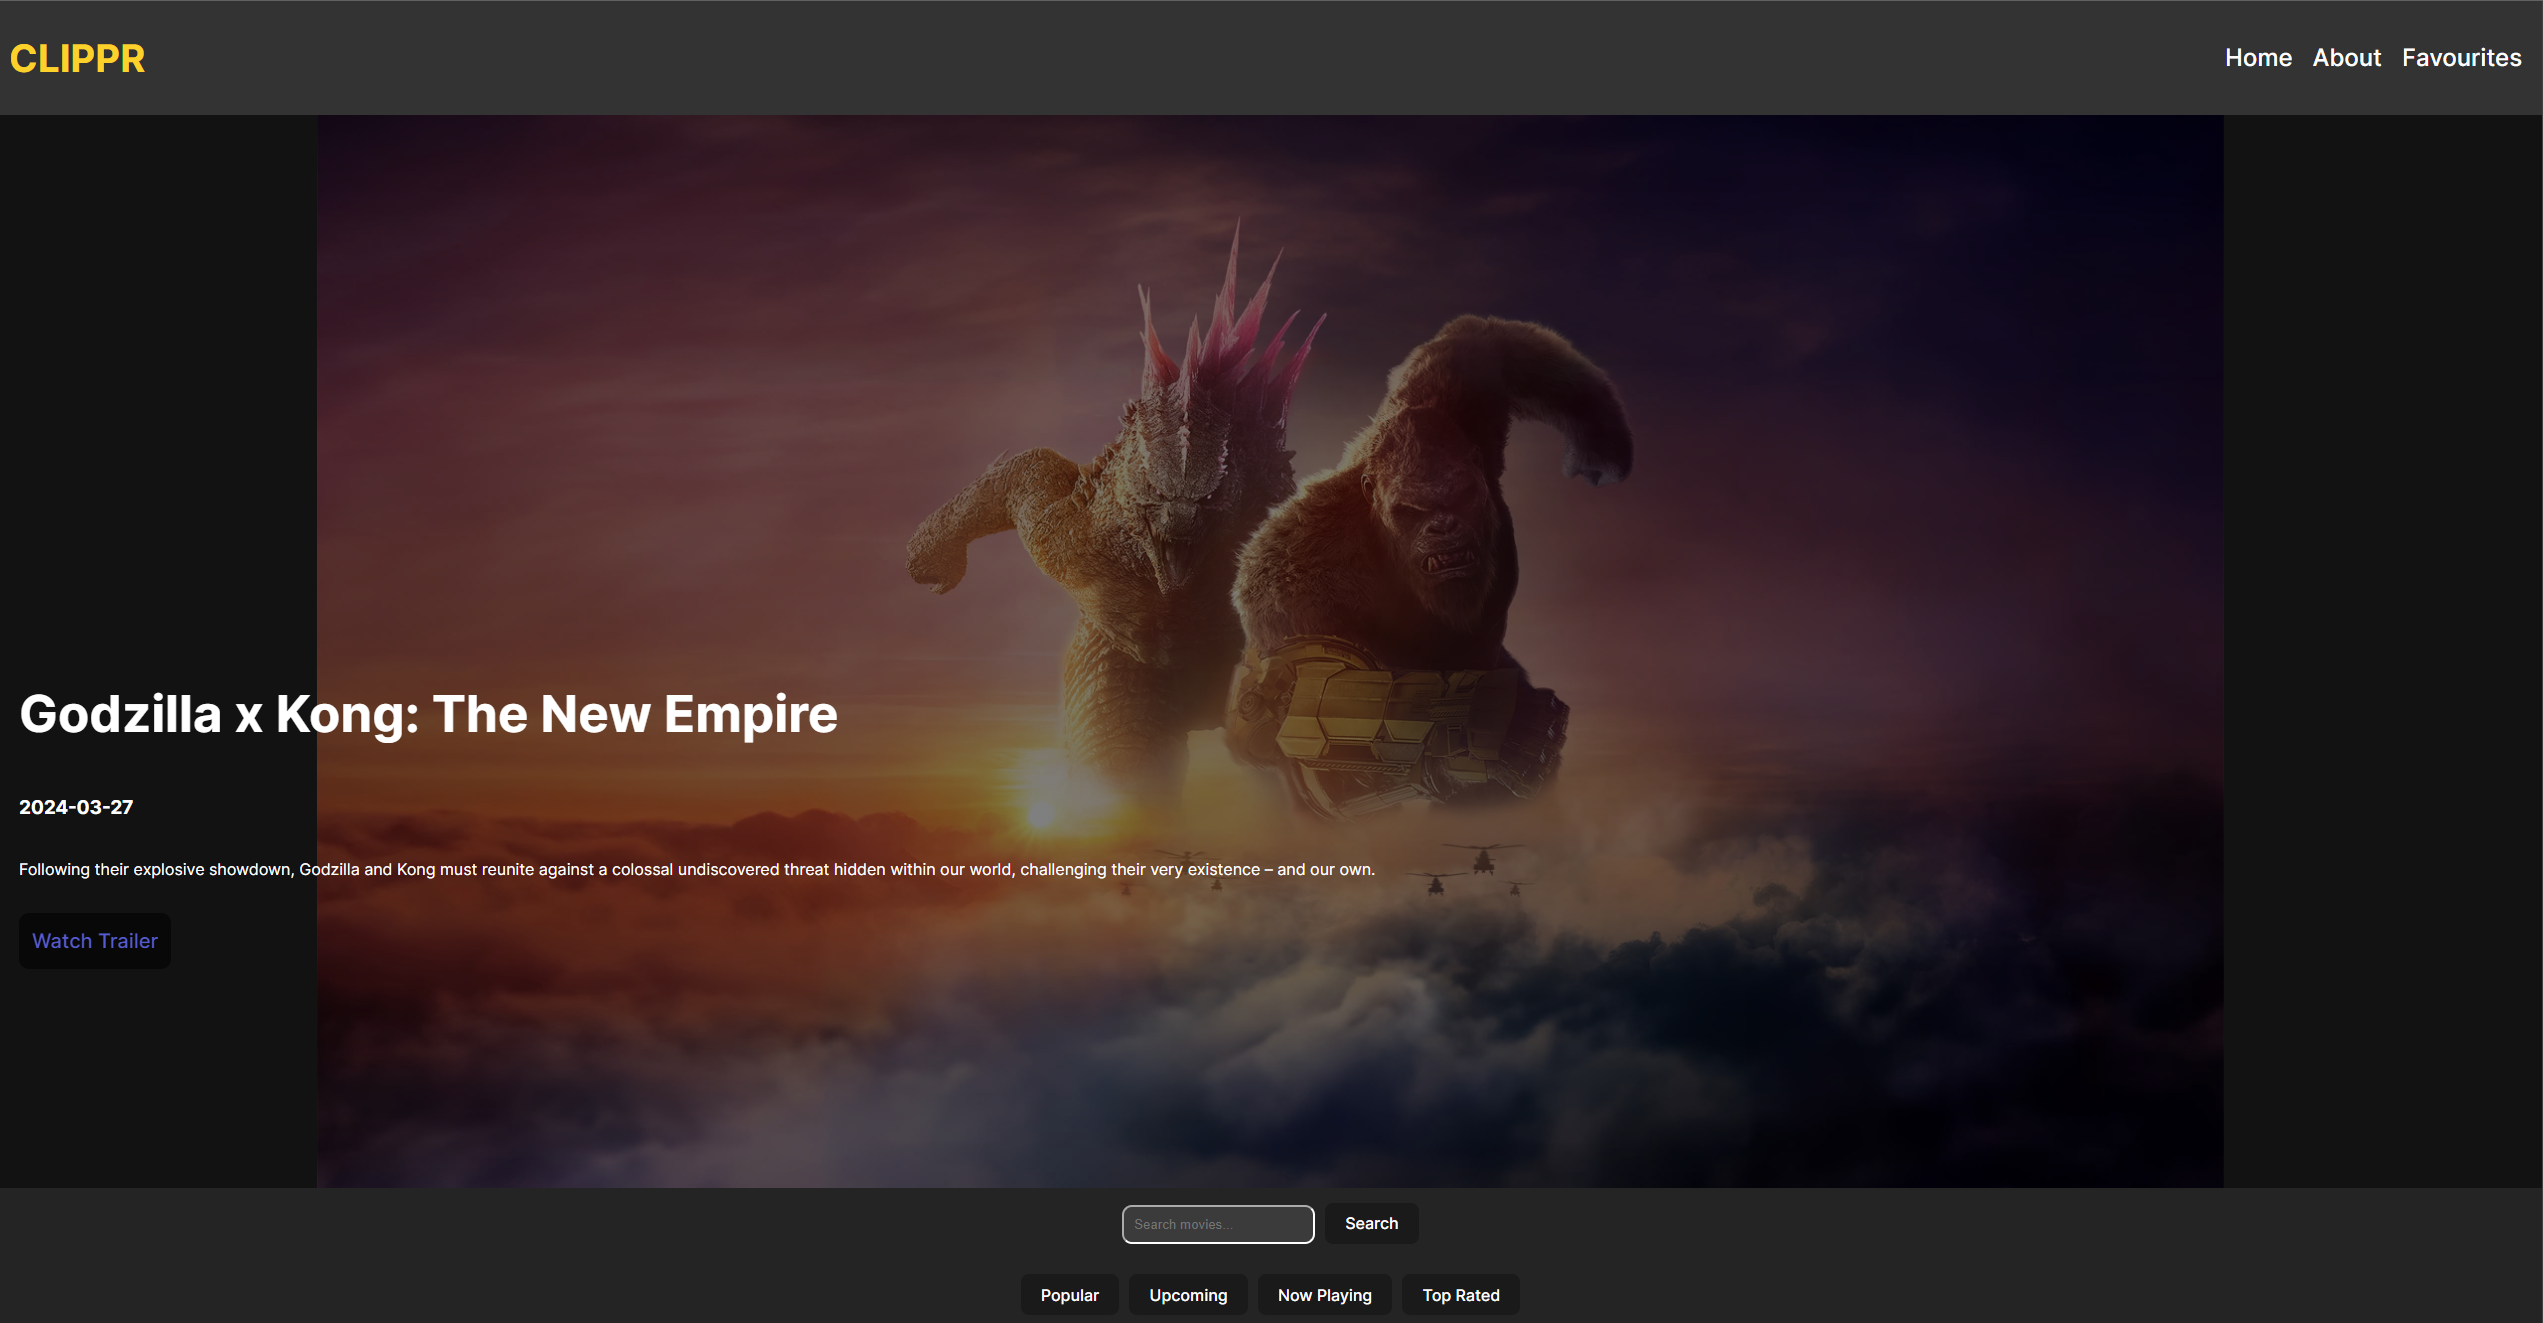 CLIPPR
Home About Favourites
Godzilla x Kong: The New Empire
2024-03-27
Following their explosive showdown, Godzilla and Kong must reunite against a colossal undiscovered threat hidden within our world, challenging their very existence – and our own.
Watch Trailer
Search movies... Search
Popular Upcoming Now Playing Top Rated